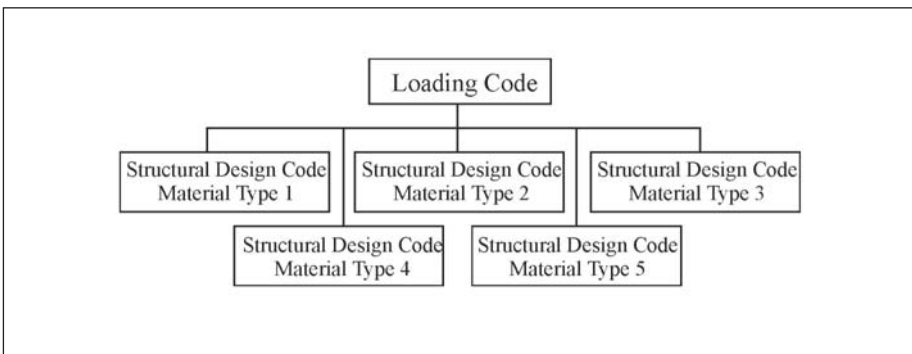 Loading Code
Structural Design Code
Material Type 1
Structural Design Code
Material Type 2
Structural Design Code
Material Type 3
Structural Design Code
Material Type 4
Structural Design Code
Material Type 5